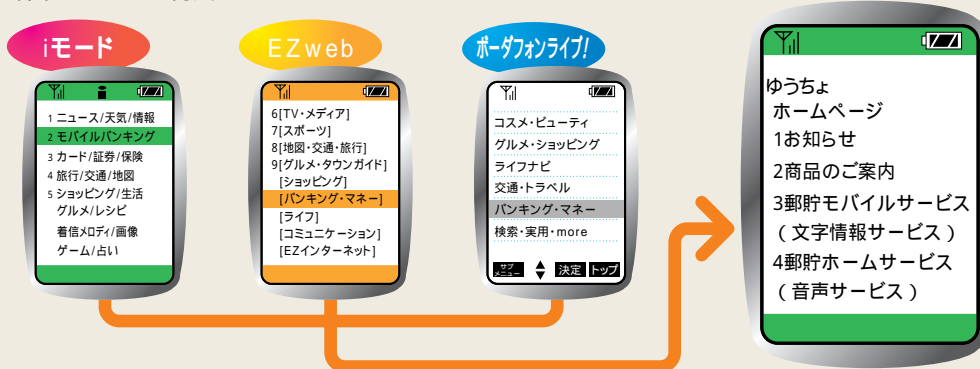 iモード
1 ニュース/天気/情報
2 モバイルバンキング
3 カード/証券/保険
4 旅行/交通/地図
5 ショッピング/生活
グルメ/レシピ
着信メロディ/画像
ゲーム/占い
EZweb
6[TV・メディア]
7[スポーツ]
8[地図・交通・旅行]
9[グルメ・タウンガイド]
[ショッピング]
[バンキング・マネー]
[ライフ]
[コミュニケーション]
[EZインターネット]
ボーダフォンライブ!
コスメ・ビューティ
グルメ・ショッピング
ライフナビ
交通・トラベル
バンキング・マネー
検索・実用・more
サブ
メニュー
決定 トップ
ゆうちょ
ホームページ
1お知らせ
2商品のご案内
3郵貯モバイルサービス
(文字情報サービス)
4郵貯ホームサービス
(音声サービス)